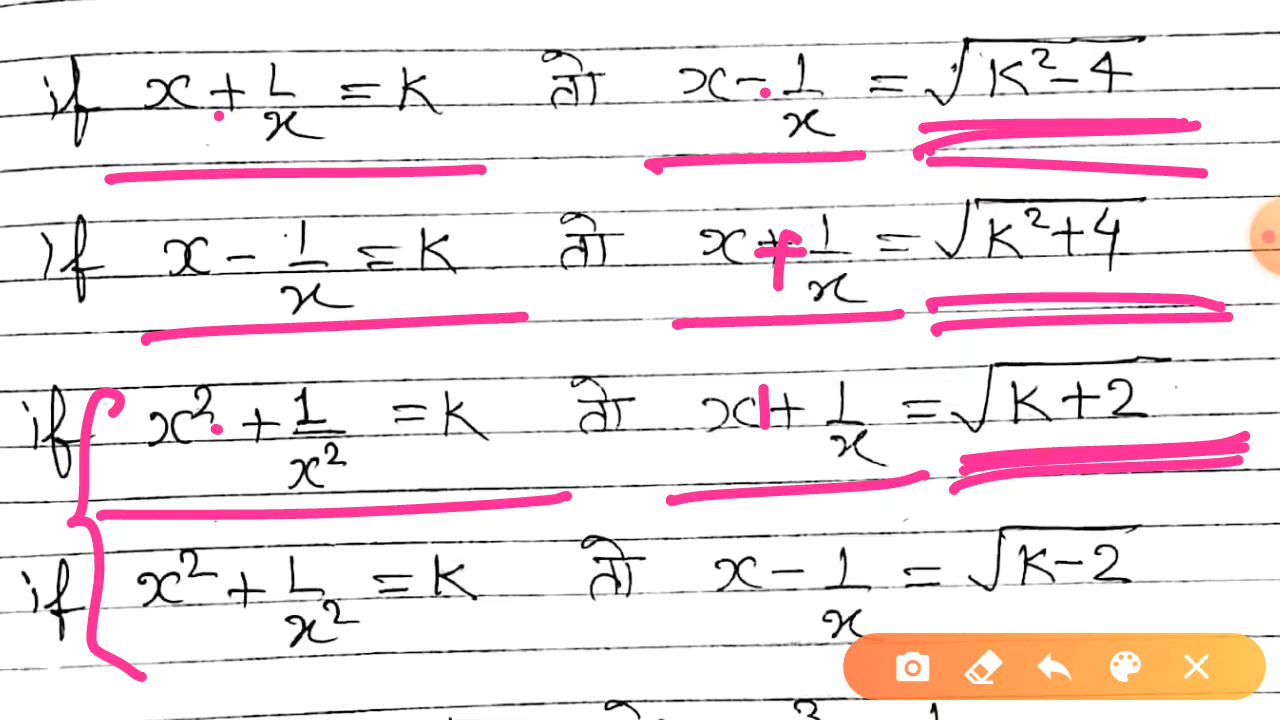 if x + 1/x = K तो x - 1/x = √(K² - 4)
if x - 1/x = K तो x + 1/x = √(K² + 4)
if x² + 1/x² = K तो x + 1/x = √(K + 2)
if x² + 1/x² = K तो x - 1/x = √(K - 2)